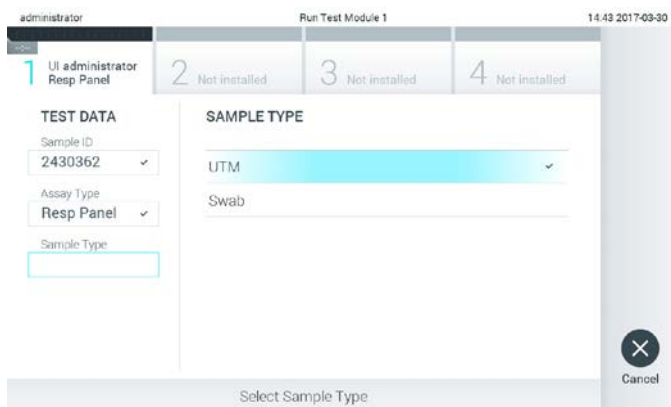 administrator
Run Test Module 1
14.43 2017-03-30
1
UI administrator
Resp Panel
2 Not installed
3 Not installed
4 Not installed
TEST DATA
Sample ID
2430362
Assay Type
Resp Panel
Sample Type
SAMPLE TYPE
UTM
Swab
Cancel
Select Sample Type